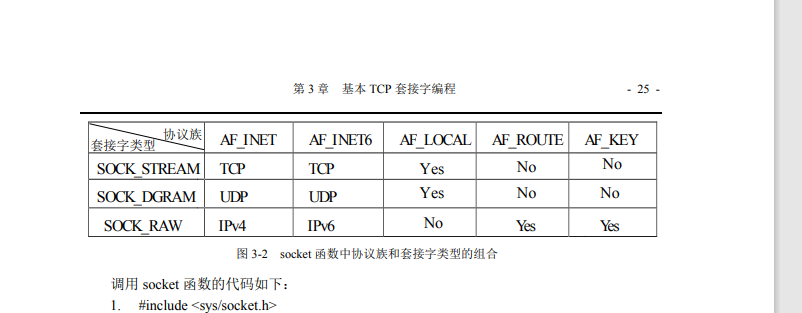 第 3 章 基本 TCP 套接字编程 - 25 -
协议族
套接字类型 AF_INET AF_INET6 AF_LOCAL AF_ROUTE AF_KEY
SOCK_STREAM TCP TCP Yes No No
SOCK_DGRAM UDP UDP Yes No No
SOCK_RAW IPv4 IPv6 No Yes Yes
图 3-2 socket 函数中协议族和套接字类型的组合
调用 socket 函数的代码如下：
1. #include <sys/socket.h>